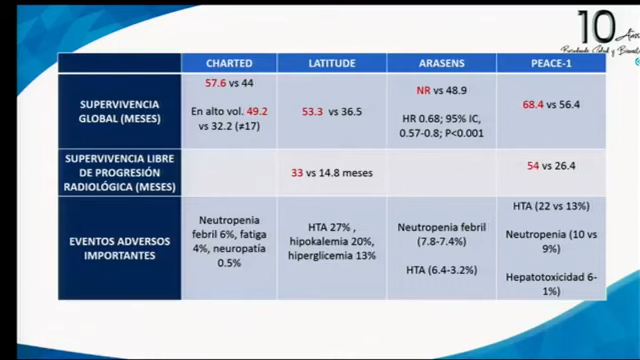 10 Años
CHARTED LATITUDE ARASENS PEACE-1
SUPERVIVENCIA
GLOBAL (MESES)
57.6 vs 44
En alto vol. 49.2
vs 32.2 (≠17)
53.3 vs 36.5
NR vs 48.9
HR 0.68; 95% IC,
0.57-0.8; P<0.001
68.4 vs 56.4
SUPERVIVENCIA LIBRE
DE PROGRESIÓN
RADIOLÓGICA (MESES)
33 vs 14.8 meses
54 vs 26.4
EVENTOS ADVERSOS
IMPORTANTES
Neutropenia
febril 6%, fatiga
4%, neuropatía
0.5%
HTA 27% ,
hipokalemia 20%,
hiperglicemia 13%
Neutropenia febril
(7.8-7.4%)
HTA (6.4-3.2%)
HTA (22 vs 13%)
Neutropenia (10 vs
9%)
Hepatotoxicidad 6-
1%)